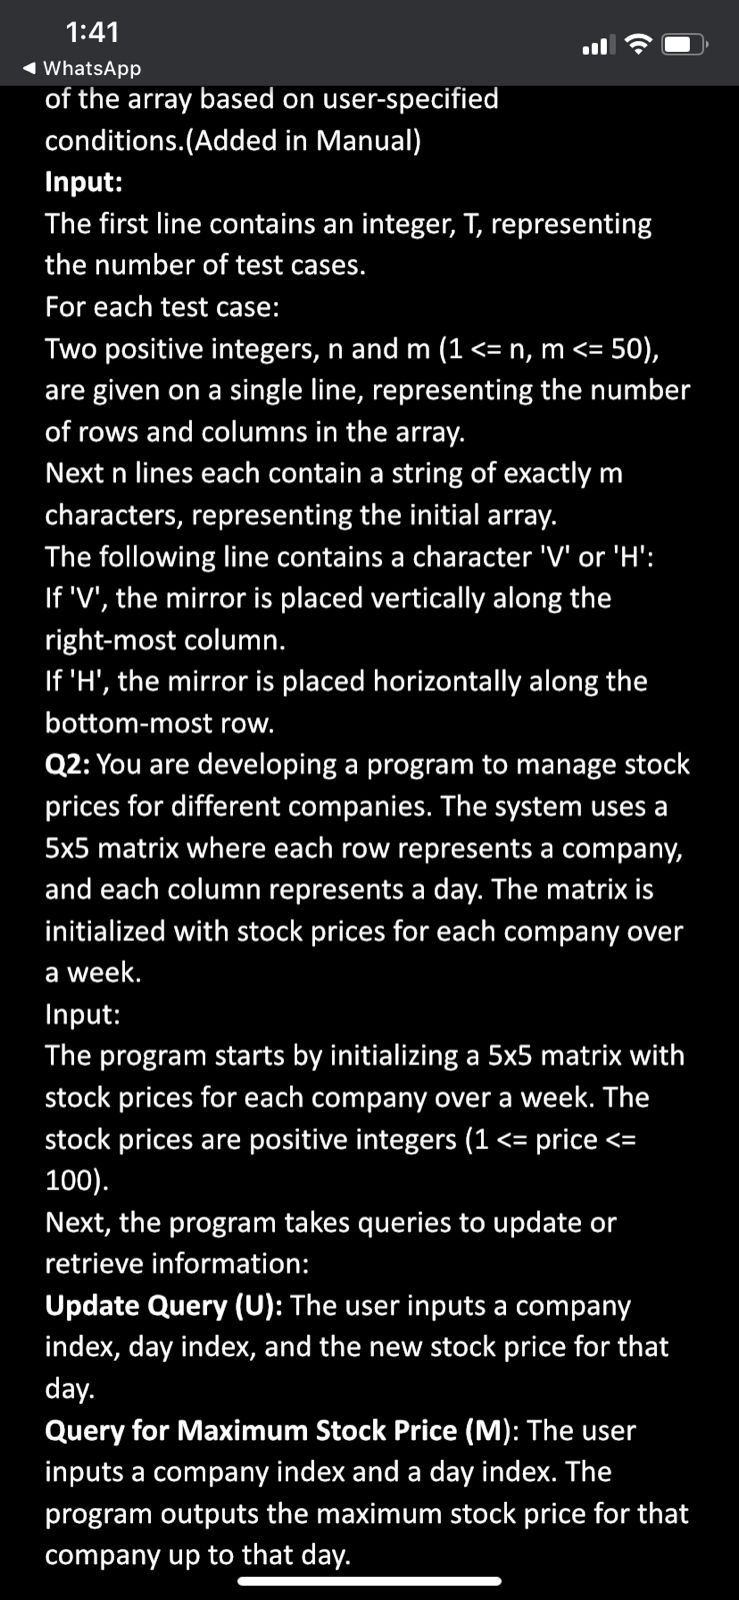 1:41
◀ WhatsApp
of the array based on user-specified
conditions.(Added in Manual)
Input:
The first line contains an integer, T, representing
the number of test cases.
For each test case:
Two positive integers, n and m (1 <= n, m <= 50),
are given on a single line, representing the number
of rows and columns in the array.
Next n lines each contain a string of exactly m
characters, representing the initial array.
The following line contains a character 'V' or 'H':
If 'V', the mirror is placed vertically along the
right-most column.
If 'H', the mirror is placed horizontally along the
bottom-most row.
Q2: You are developing a program to manage stock
prices for different companies. The system uses a
5x5 matrix where each row represents a company,
and each column represents a day. The matrix is
initialized with stock prices for each company over
a week.
Input:
The program starts by initializing a 5x5 matrix with
stock prices for each company over a week. The
stock prices are positive integers (1 <= price <=
100).
Next, the program takes queries to update or
retrieve information:
Update Query (U): The user inputs a company
index, day index, and the new stock price for that
day.
Query for Maximum Stock Price (M): The user
inputs a company index and a day index. The
program outputs the maximum stock price for that
company up to that day.